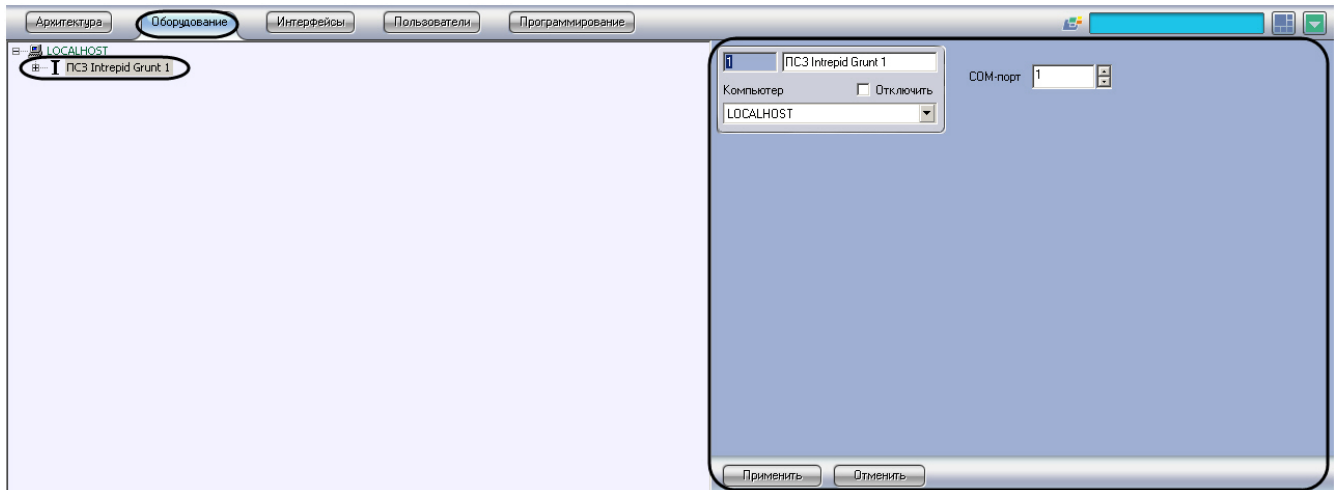 Архитектура Оборудование Интерфейсы Пользователи Программирование
LOCALHOST
ПСЗ Intrepid Grunt 1
1 ПСЗ Intrepid Grunt 1
COM-порт 1
Компьютер Отключить
LOCALHOST
Применить Отменить